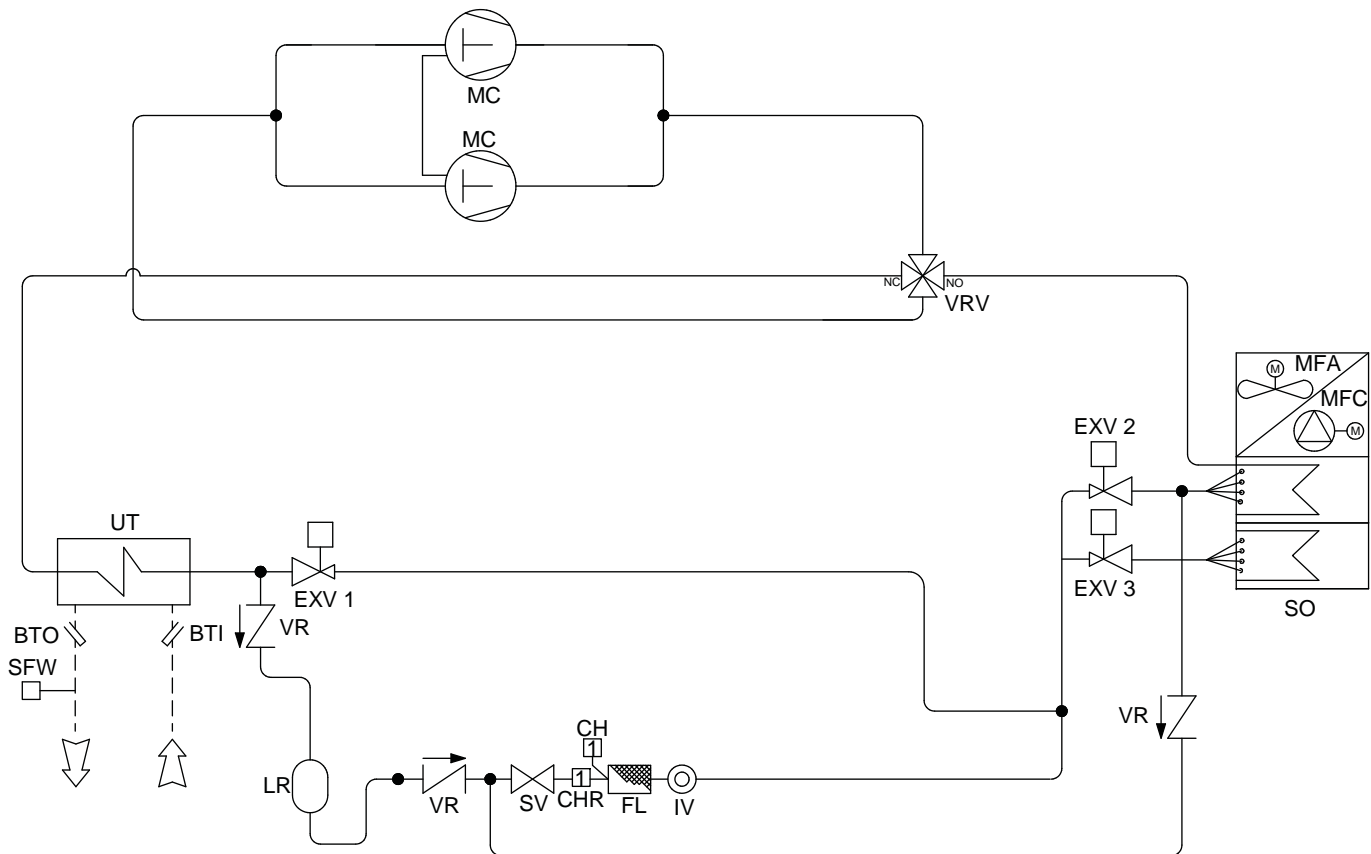 MC
MC
NC
NO
VRV
M
MFA
MFC
M
EXV 2
EXV 3
SO
UT
EXV 1
BTO
BTI
VR
SFW
VR
LR
CH
1
1
VR
SV
CHR
FL
IV